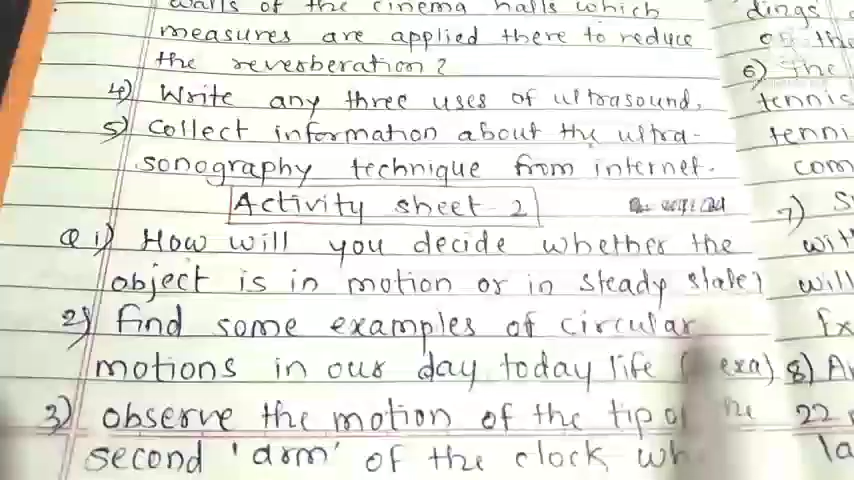 walls of the cinema halls which
measures are applied there to reduce
the reverberation?
4) Write any three uses of ultrasound.
5) Collect information about the ultra-
sonography technique from internet.
Activity sheet - 2
Q 1) How will you decide whether the
object is in motion or in steady state?
2) find some examples of circular
motions in our day today life ( exa)
3) observe the motion of the tip of the
second 'arm' of the clock
dings
of the
6) The
tennis
tenni
com
7)
wit
will
fx
8) A
22
la